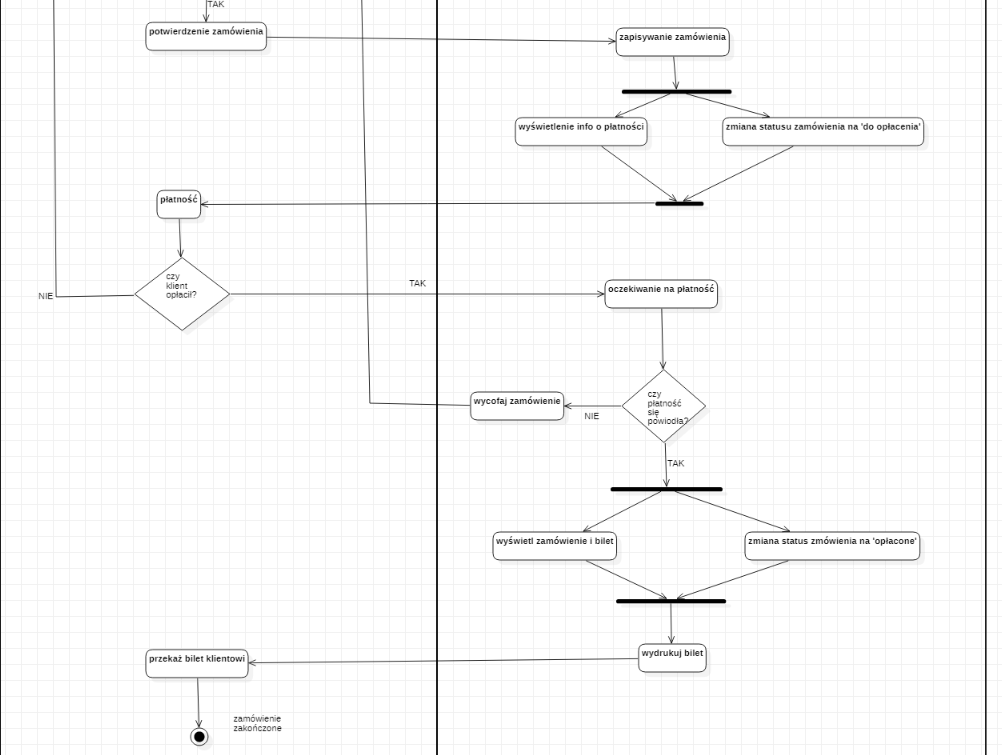 TAK
potwierdzenie zamówienia
zapisywanie zamówienia
wyświetlenie info o płatności
zmiana statusu zamówienia na 'do opłacenia'
płatność
czy
klient
opłacił?
NIE
TAK
oczekiwanie na płatność
czy
płatność
się
powiodła?
wycofaj zamówienie
NIE
TAK
wyświetl zamówienie i bilet
zmiana status zmówienia na 'opłacone'
wydrukuj bilet
przekaż bilet klientowi
zamówienie
zakończone